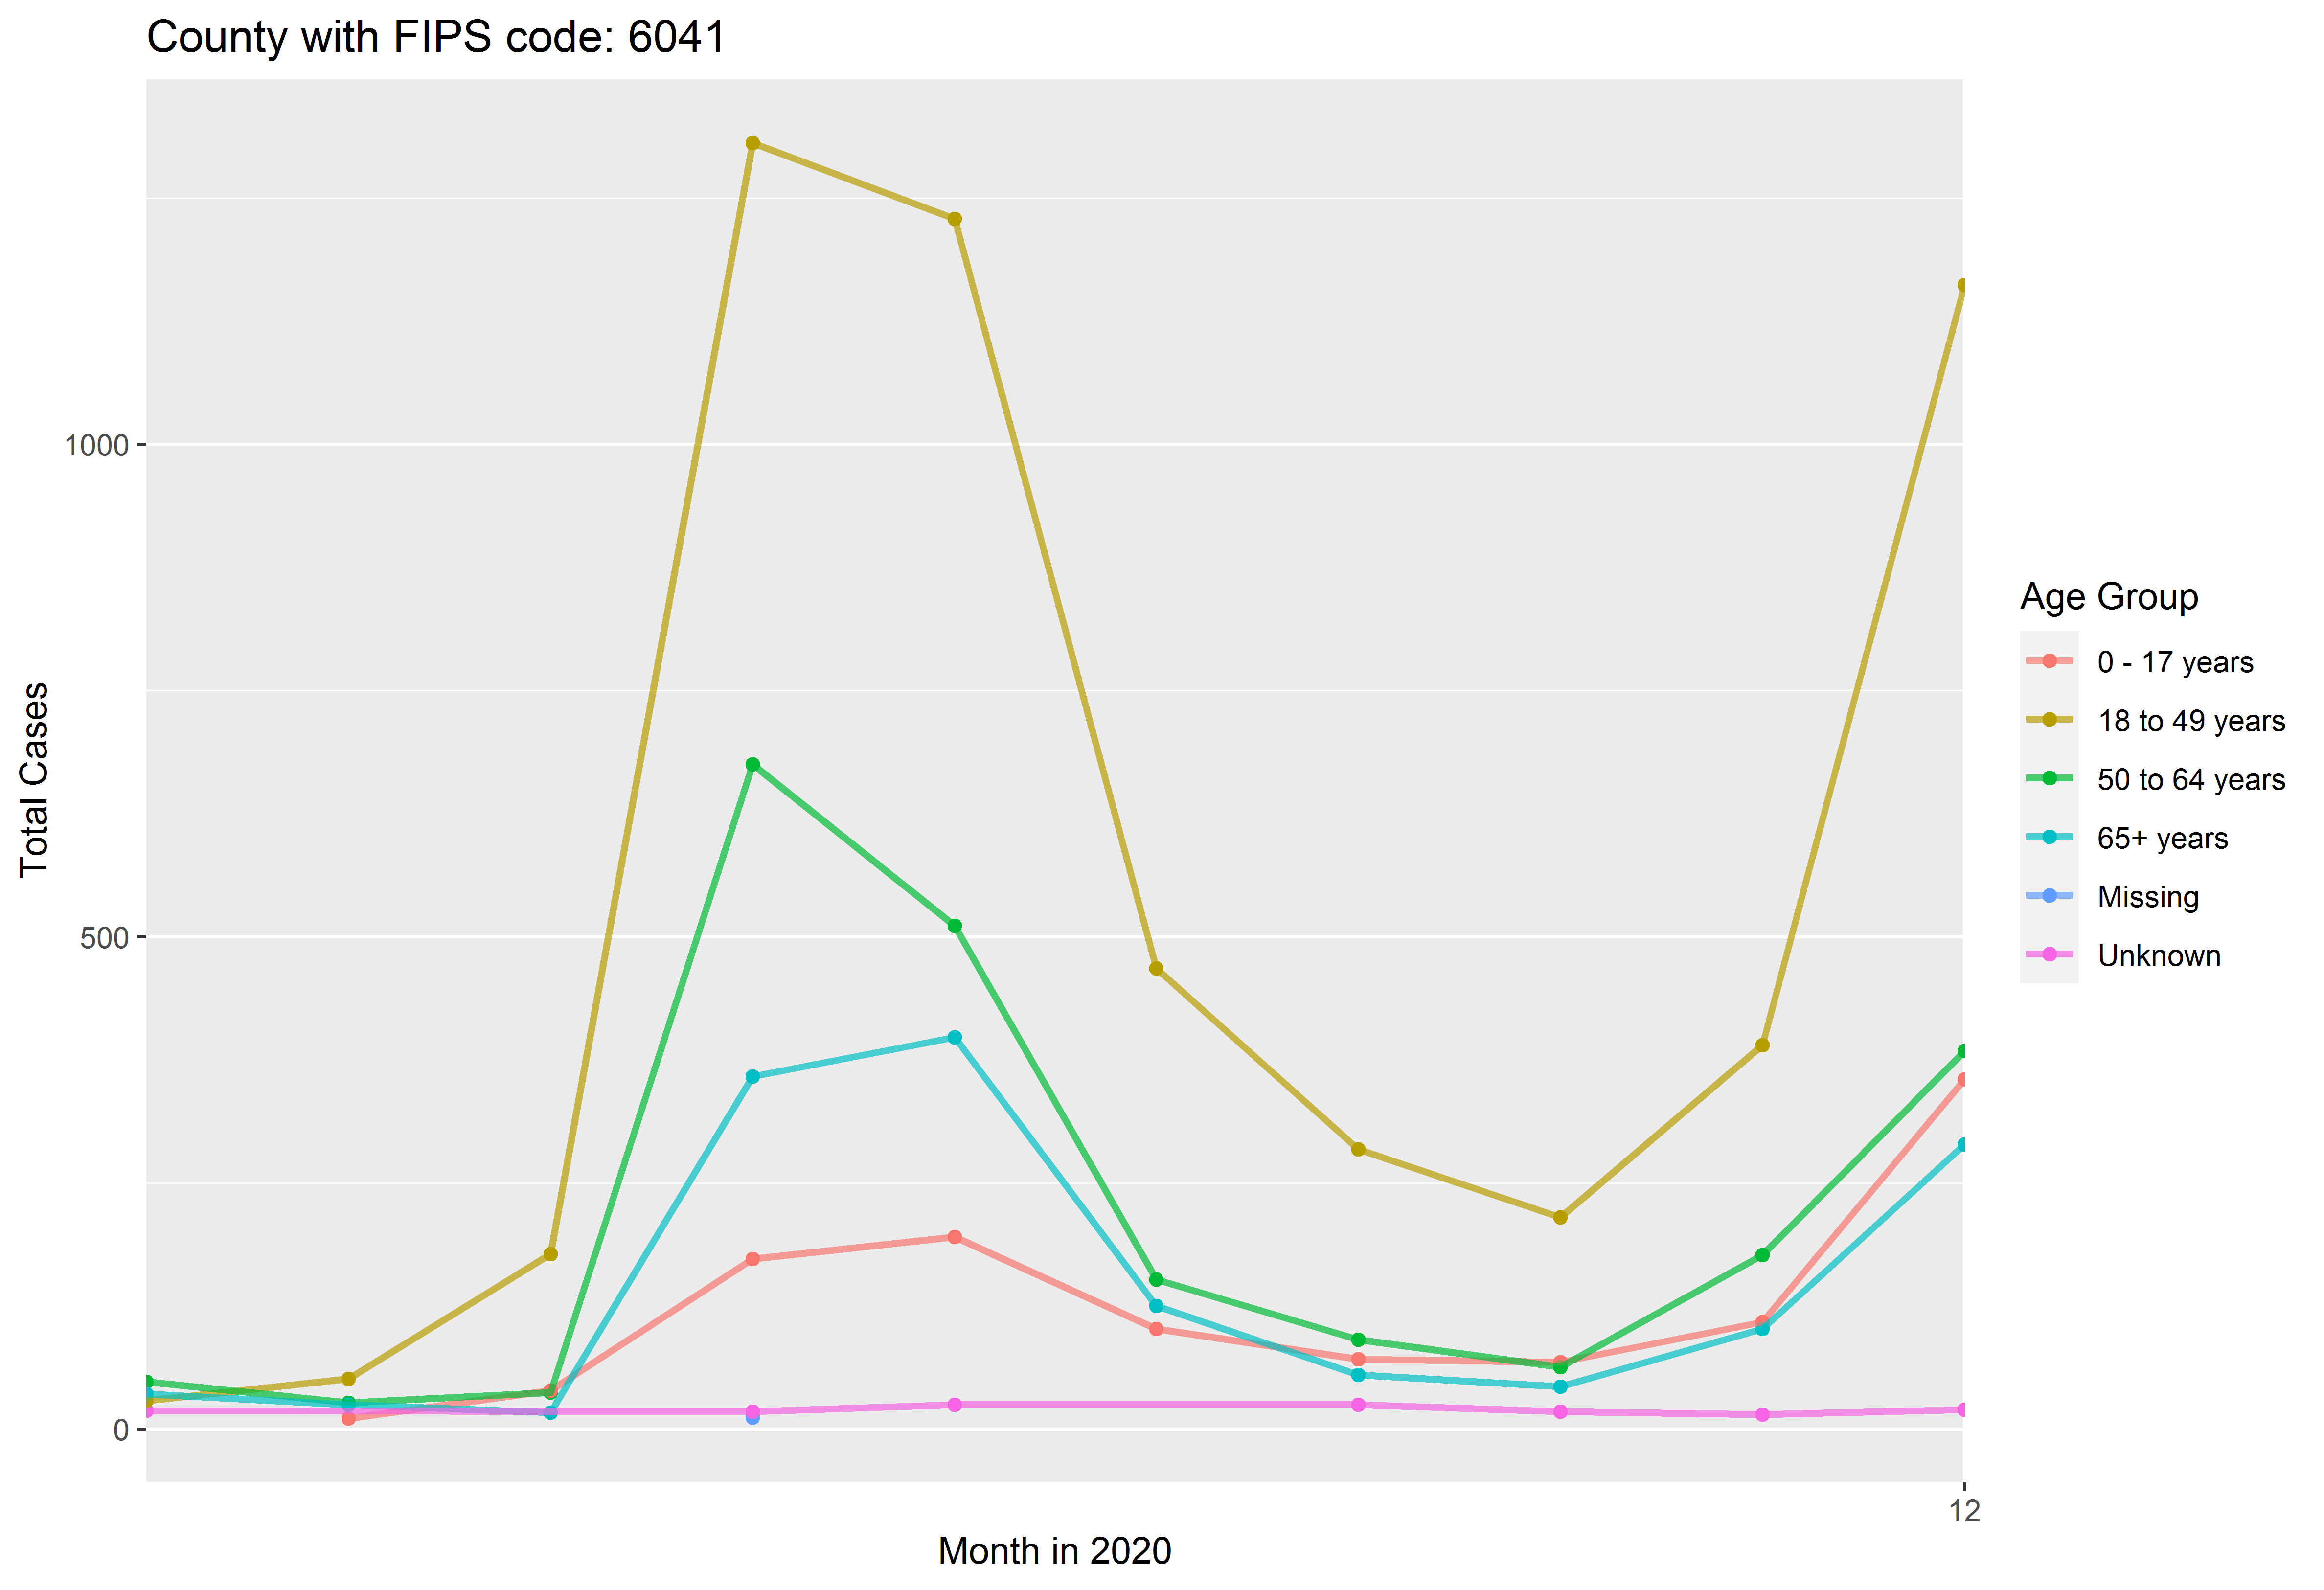 County with FIPS code: 6041
Total Cases
1000
500
0
12
Month in 2020
Age Group
0 - 17 years
18 to 49 years
50 to 64 years
65+ years
Missing
Unknown